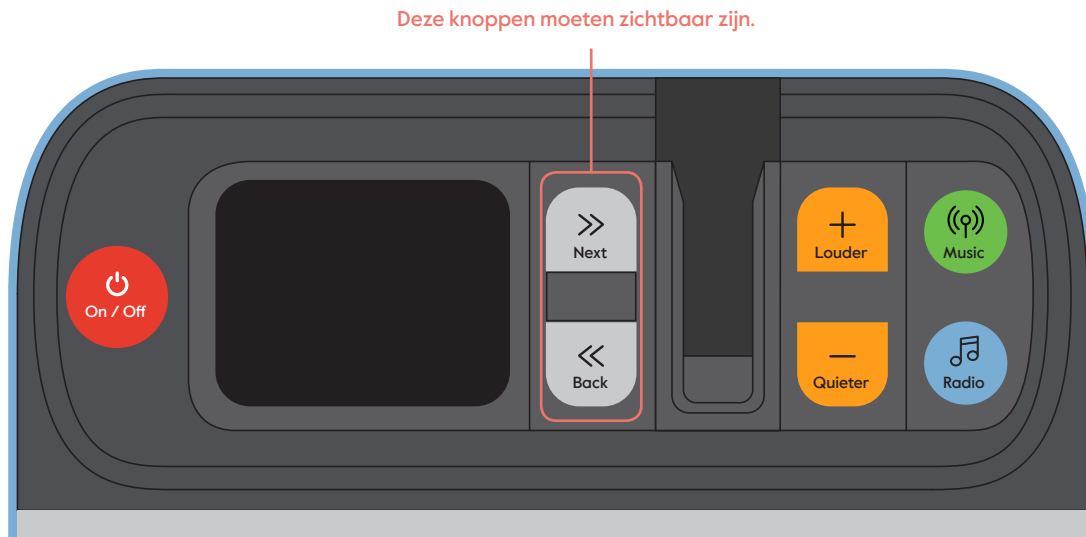 Deze knoppen moeten zichtbaar zijn.
On / Off
Next
Back
Louder
Quieter
Music
Radio